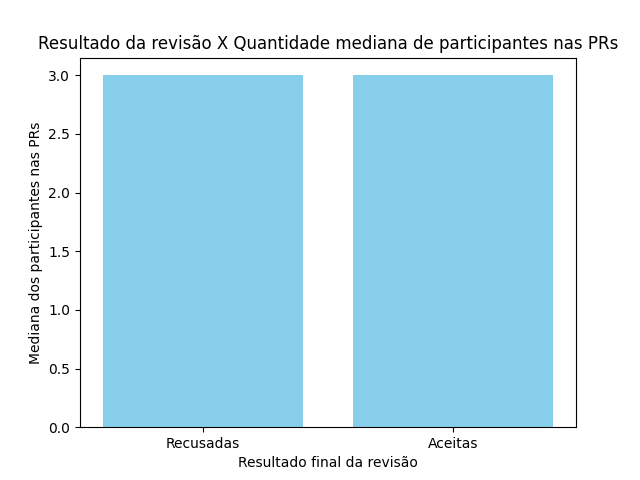 Resultado da revisão X Quantidade mediana de participantes nas PRs
3.0
2.5
2.0
1.5
1.0
0.5
0.0
Mediana dos participantes nas PRs
Recusadas
Aceitas
Resultado final da revisão